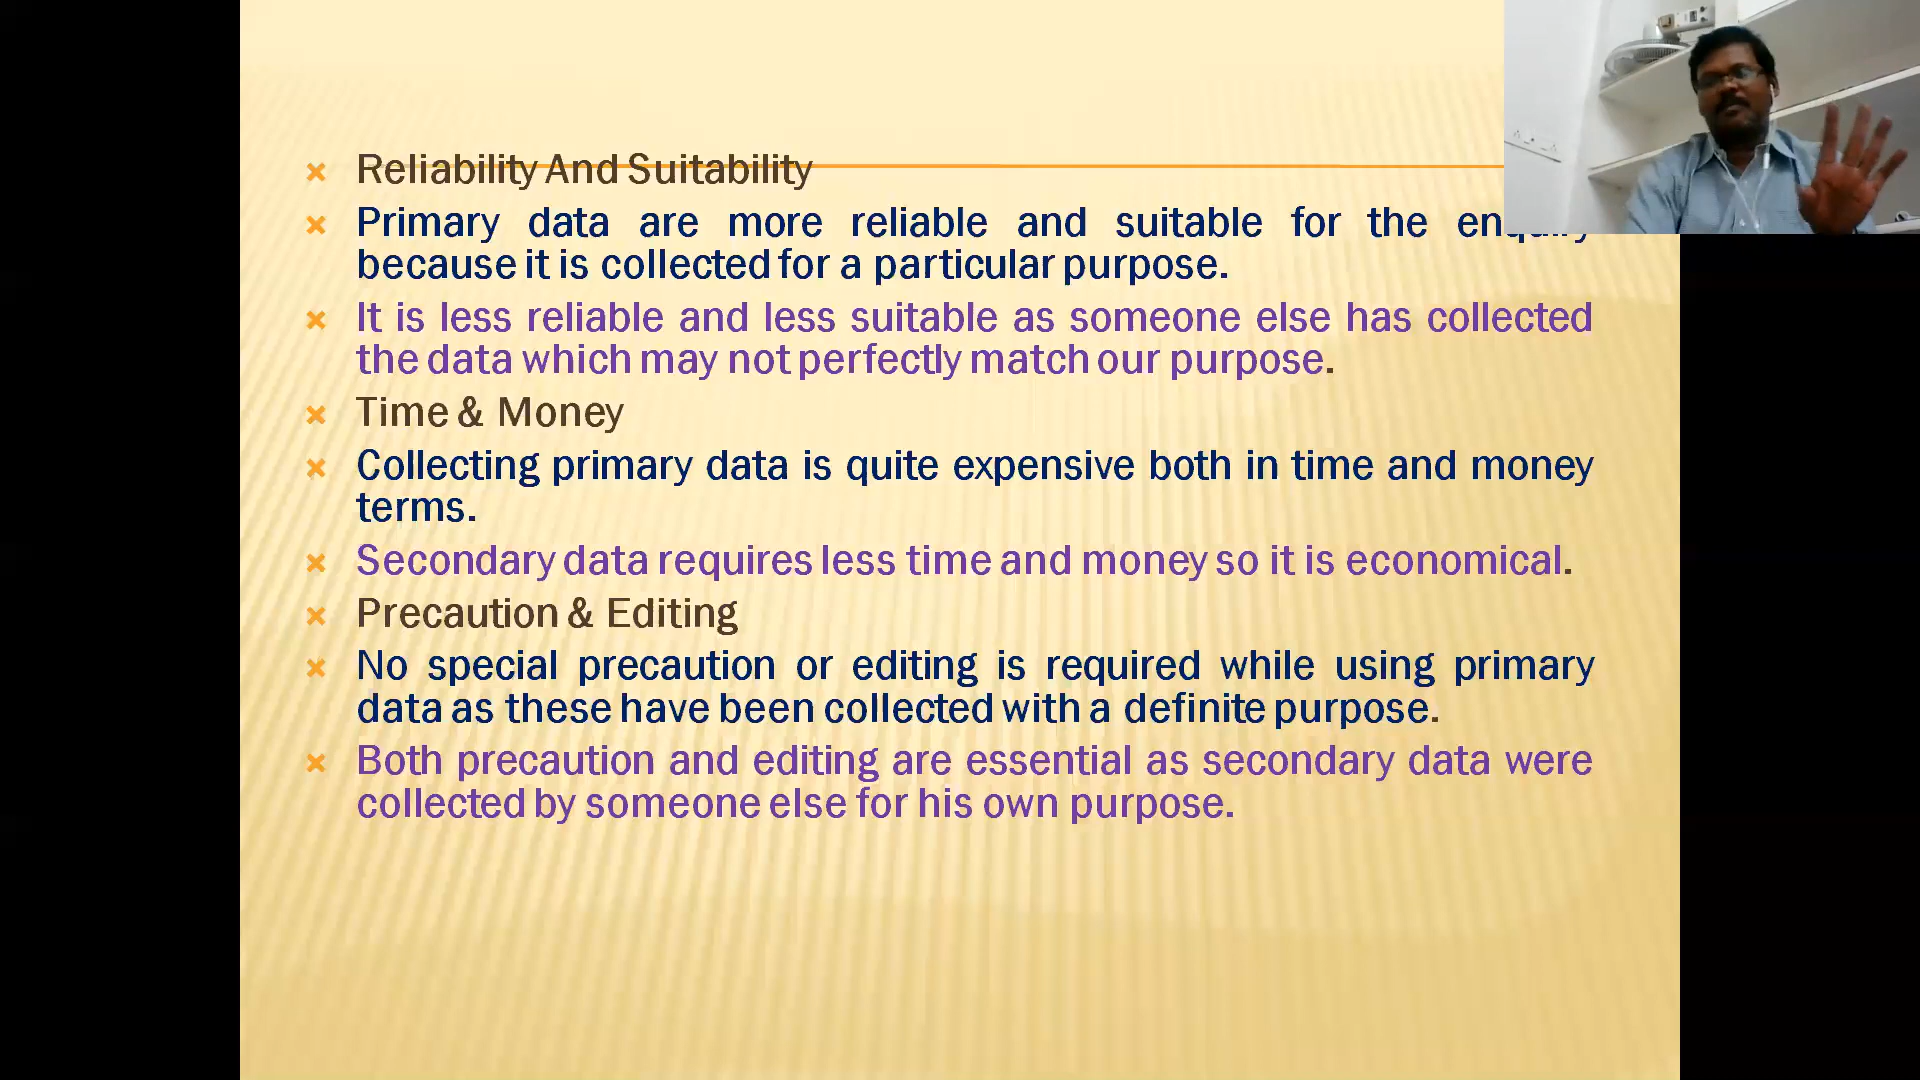 Reliability And Suitability
Primary data are more reliable and suitable for the enquiry
because it is collected for a particular purpose.
It is less reliable and less suitable as someone else has collected
the data which may not perfectly match our purpose.
Time & Money
Collecting primary data is quite expensive both in time and money
terms.
Secondary data requires less time and money so it is economical.
Precaution & Editing
No special precaution or editing is required while using primary
data as these have been collected with a definite purpose.
Both precaution and editing are essential as secondary data were
collected by someone else for his own purpose.